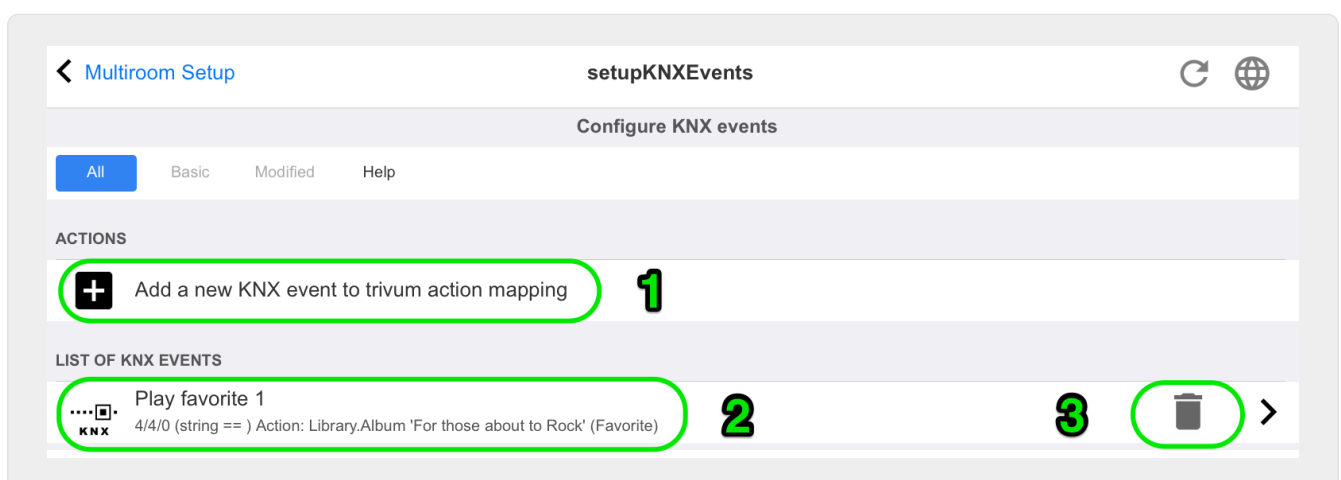 Multiroom Setup
setupKNXEvents
Configure KNX events
All Basic Modified Help
ACTIONS
Add a new KNX event to trivum action mapping
1
LIST OF KNX EVENTS
Play favorite 1
KNX
4/4/0 (string == ) Action: Library.Album 'For those about to Rock' (Favorite)
2
3